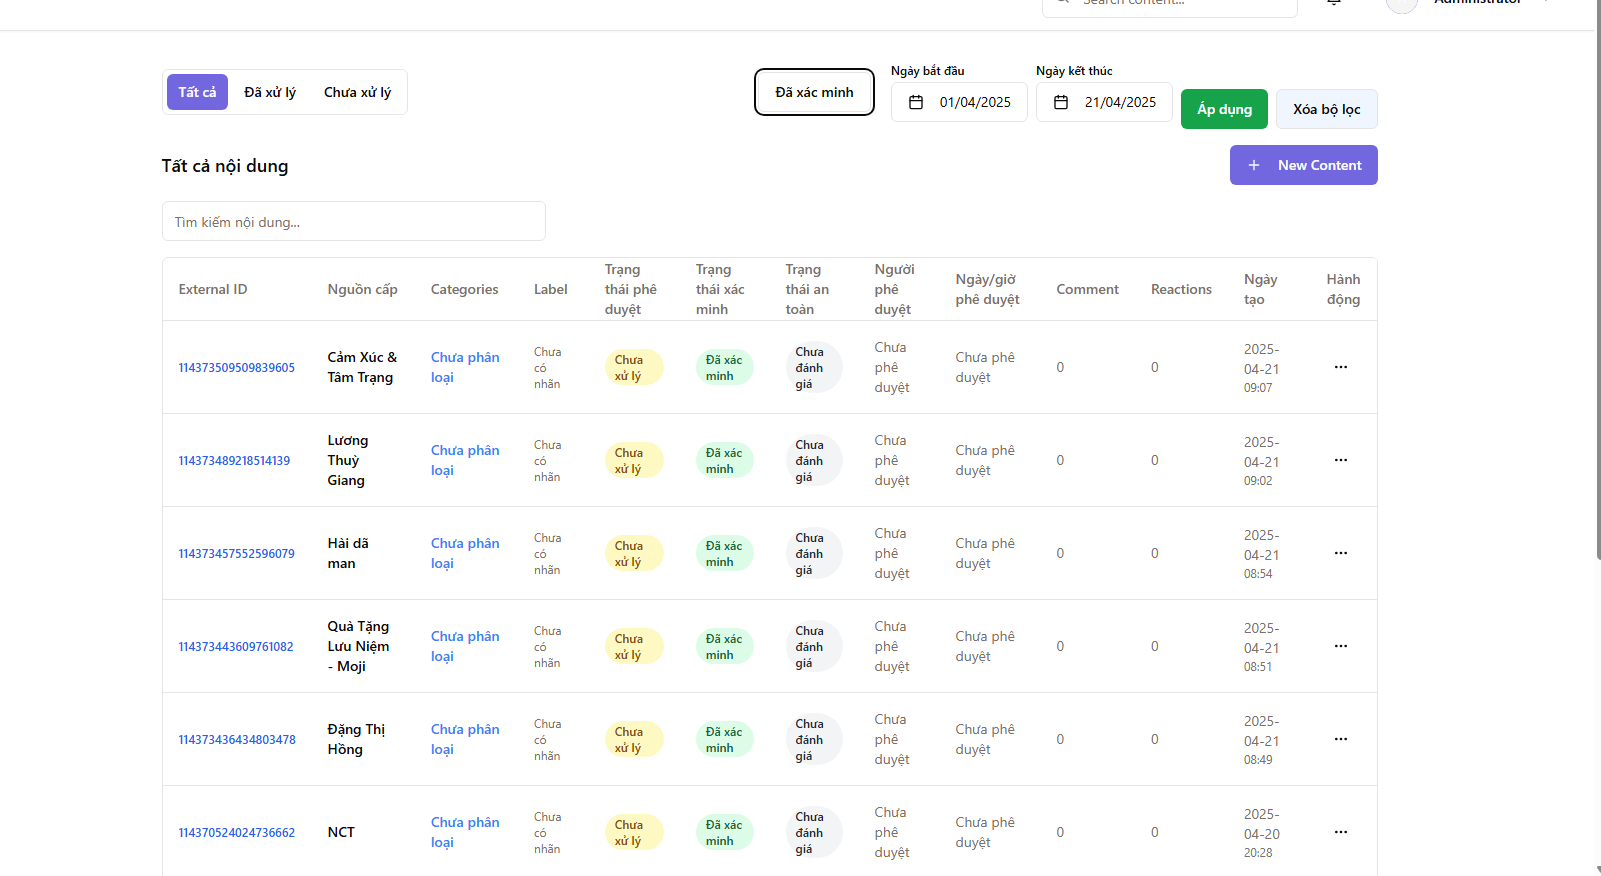 Search content...
Administrator
Tất cả
Đã xử lý
Chưa xử lý
Đã xác minh
Ngày bắt đầu
01/04/2025
Ngày kết thúc
21/04/2025
Áp dụng
Xóa bộ lọc
Tất cả nội dung
+ New Content
Tìm kiếm nội dung...
External ID
Nguồn cấp
Categories
Label
Trạng
thái phê
duyệt
Trạng
thái xác
minh
Trạng
thái an
toàn
Người
phê
duyệt
Ngày/giờ
phê duyệt
Comment
Reactions
Ngày
tạo
Hành
động
114373509509839605
Cảm Xúc &
Tâm Trạng
Chưa phân
loại
Chưa
có
nhãn
Chưa
xử lý
Đã xác
minh
Chưa
đánh
giá
Chưa
phê
duyệt
Chưa phê
duyệt
0
0
2025-
04-21
09:07
114373489218514139
Lương
Thuỳ
Giang
Chưa phân
loại
Chưa
có
nhãn
Chưa
xử lý
Đã xác
minh
Chưa
đánh
giá
Chưa
phê
duyệt
Chưa phê
duyệt
0
0
2025-
04-21
09:02
114373457552596079
Hải dã
man
Chưa phân
loại
Chưa
có
nhãn
Chưa
xử lý
Đã xác
minh
Chưa
đánh
giá
Chưa
phê
duyệt
Chưa phê
duyệt
0
0
2025-
04-21
08:54
114373443609761082
Quà Tặng
Lưu Niệm
- Moji
Chưa phân
loại
Chưa
có
nhãn
Chưa
xử lý
Đã xác
minh
Chưa
đánh
giá
Chưa
phê
duyệt
Chưa phê
duyệt
0
0
2025-
04-21
08:51
114373436434803478
Đặng Thị
Hồng
Chưa phân
loại
Chưa
có
nhãn
Chưa
xử lý
Đã xác
minh
Chưa
đánh
giá
Chưa
phê
duyệt
Chưa phê
duyệt
0
0
2025-
04-21
08:49
114370524024736662
NCT
Chưa phân
loại
Chưa
có
nhãn
Chưa
xử lý
Đã xác
minh
Chưa
đánh
giá
Chưa
phê
duyệt
Chưa phê
duyệt
0
0
2025-
04-20
20:28